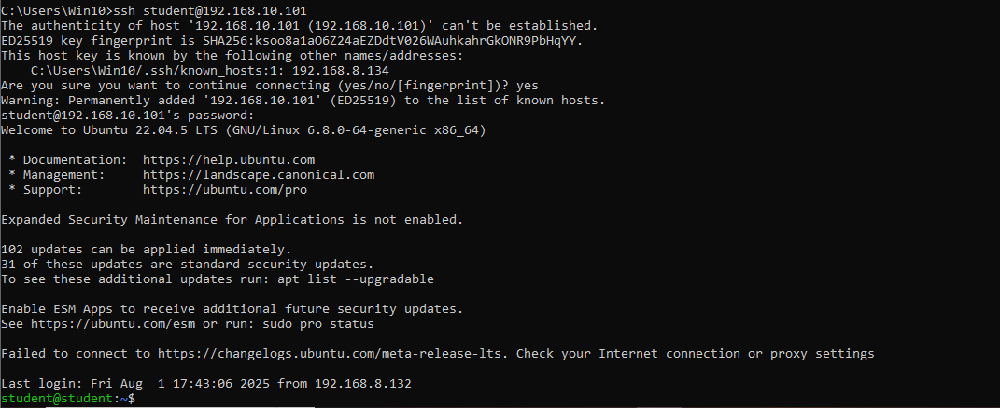 C:\Users\Win10>ssh student@192.168.10.101
The authenticity of host '192.168.10.101 (192.168.10.101)' can't be established.
ED25519 key fingerprint is SHA256:ksoo8a1aO6Z24aEZDdtV026WAuhkahrGkONR9PbHqYY.
This host key is known by the following other names/addresses:
    C:\Users\Win10/.ssh/known_hosts:1: 192.168.8.134
Are you sure you want to continue connecting (yes/no/[fingerprint])? yes
Warning: Permanently added '192.168.10.101' (ED25519) to the list of known hosts.
student@192.168.10.101's password:
Welcome to Ubuntu 22.04.5 LTS (GNU/Linux 6.8.0-64-generic x86_64)

 * Documentation:  https://help.ubuntu.com
 * Management:     https://landscape.canonical.com
 * Support:        https://ubuntu.com/pro

Expanded Security Maintenance for Applications is not enabled.

102 updates can be applied immediately.
31 of these updates are standard security updates.
To see these additional updates run: apt list --upgradable

Enable ESM Apps to receive additional future security updates.
See https://ubuntu.com/esm or run: sudo pro status

Failed to connect to https://changelogs.ubuntu.com/meta-release-lts. Check your Internet connection or proxy settings

Last login: Fri Aug  1 17:43:06 2025 from 192.168.8.132
student@student:~$